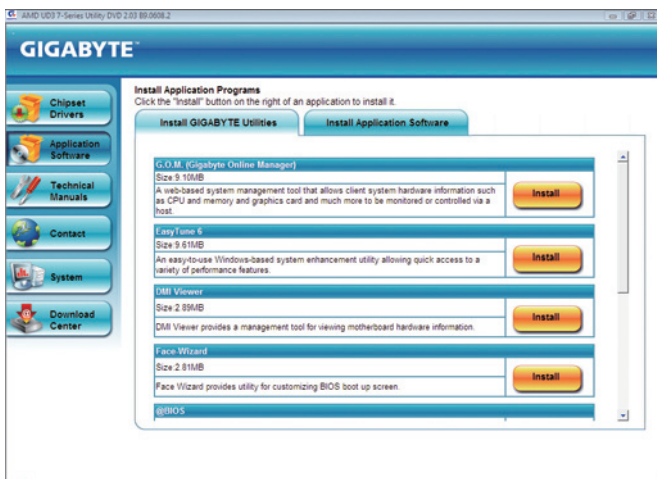 AMD UD3 7-Series Utility DVD 2.03 B9.0608.2
GIGABYTE™
Chipset
Drivers
Application
Software
Technical
Manuals
Contact
System
Download
Center
Install Application Programs
Click the "Install" button on the right of an application to install it.
Install GIGABYTE Utilities
Install Application Software
G.O.M. (Gigabyte Online Manager)
Size:9.10MB
A web-based system management tool that allows client system hardware information such
as CPU and memory and graphics card and much more to be monitored or controlled via a
host.
Install
EasyTune 6
Size:9.61MB
An easy-to-use Windows-based system enhancement utility allowing quick access to a
variety of performance features.
Install
DMI Viewer
Size:2.89MB
DMI Viewer provides a management tool for viewing motherboard hardware information.
Install
Face-Wizard
Size:2.81MB
Face Wizard provides utility for customizing BIOS boot up screen.
Install
@BIOS